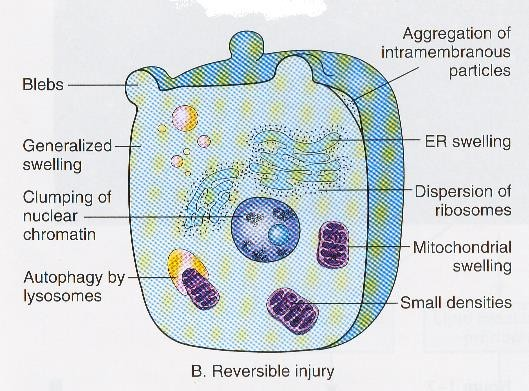 Aggregation of
intramembranous
particles
Blebs
Generalized
swelling
ER swelling
Clumping of
nuclear
chromatin
Dispersion of
ribosomes
Mitochondrial
swelling
Autophagy by
lysosomes
Small densities
B. Reversible injury